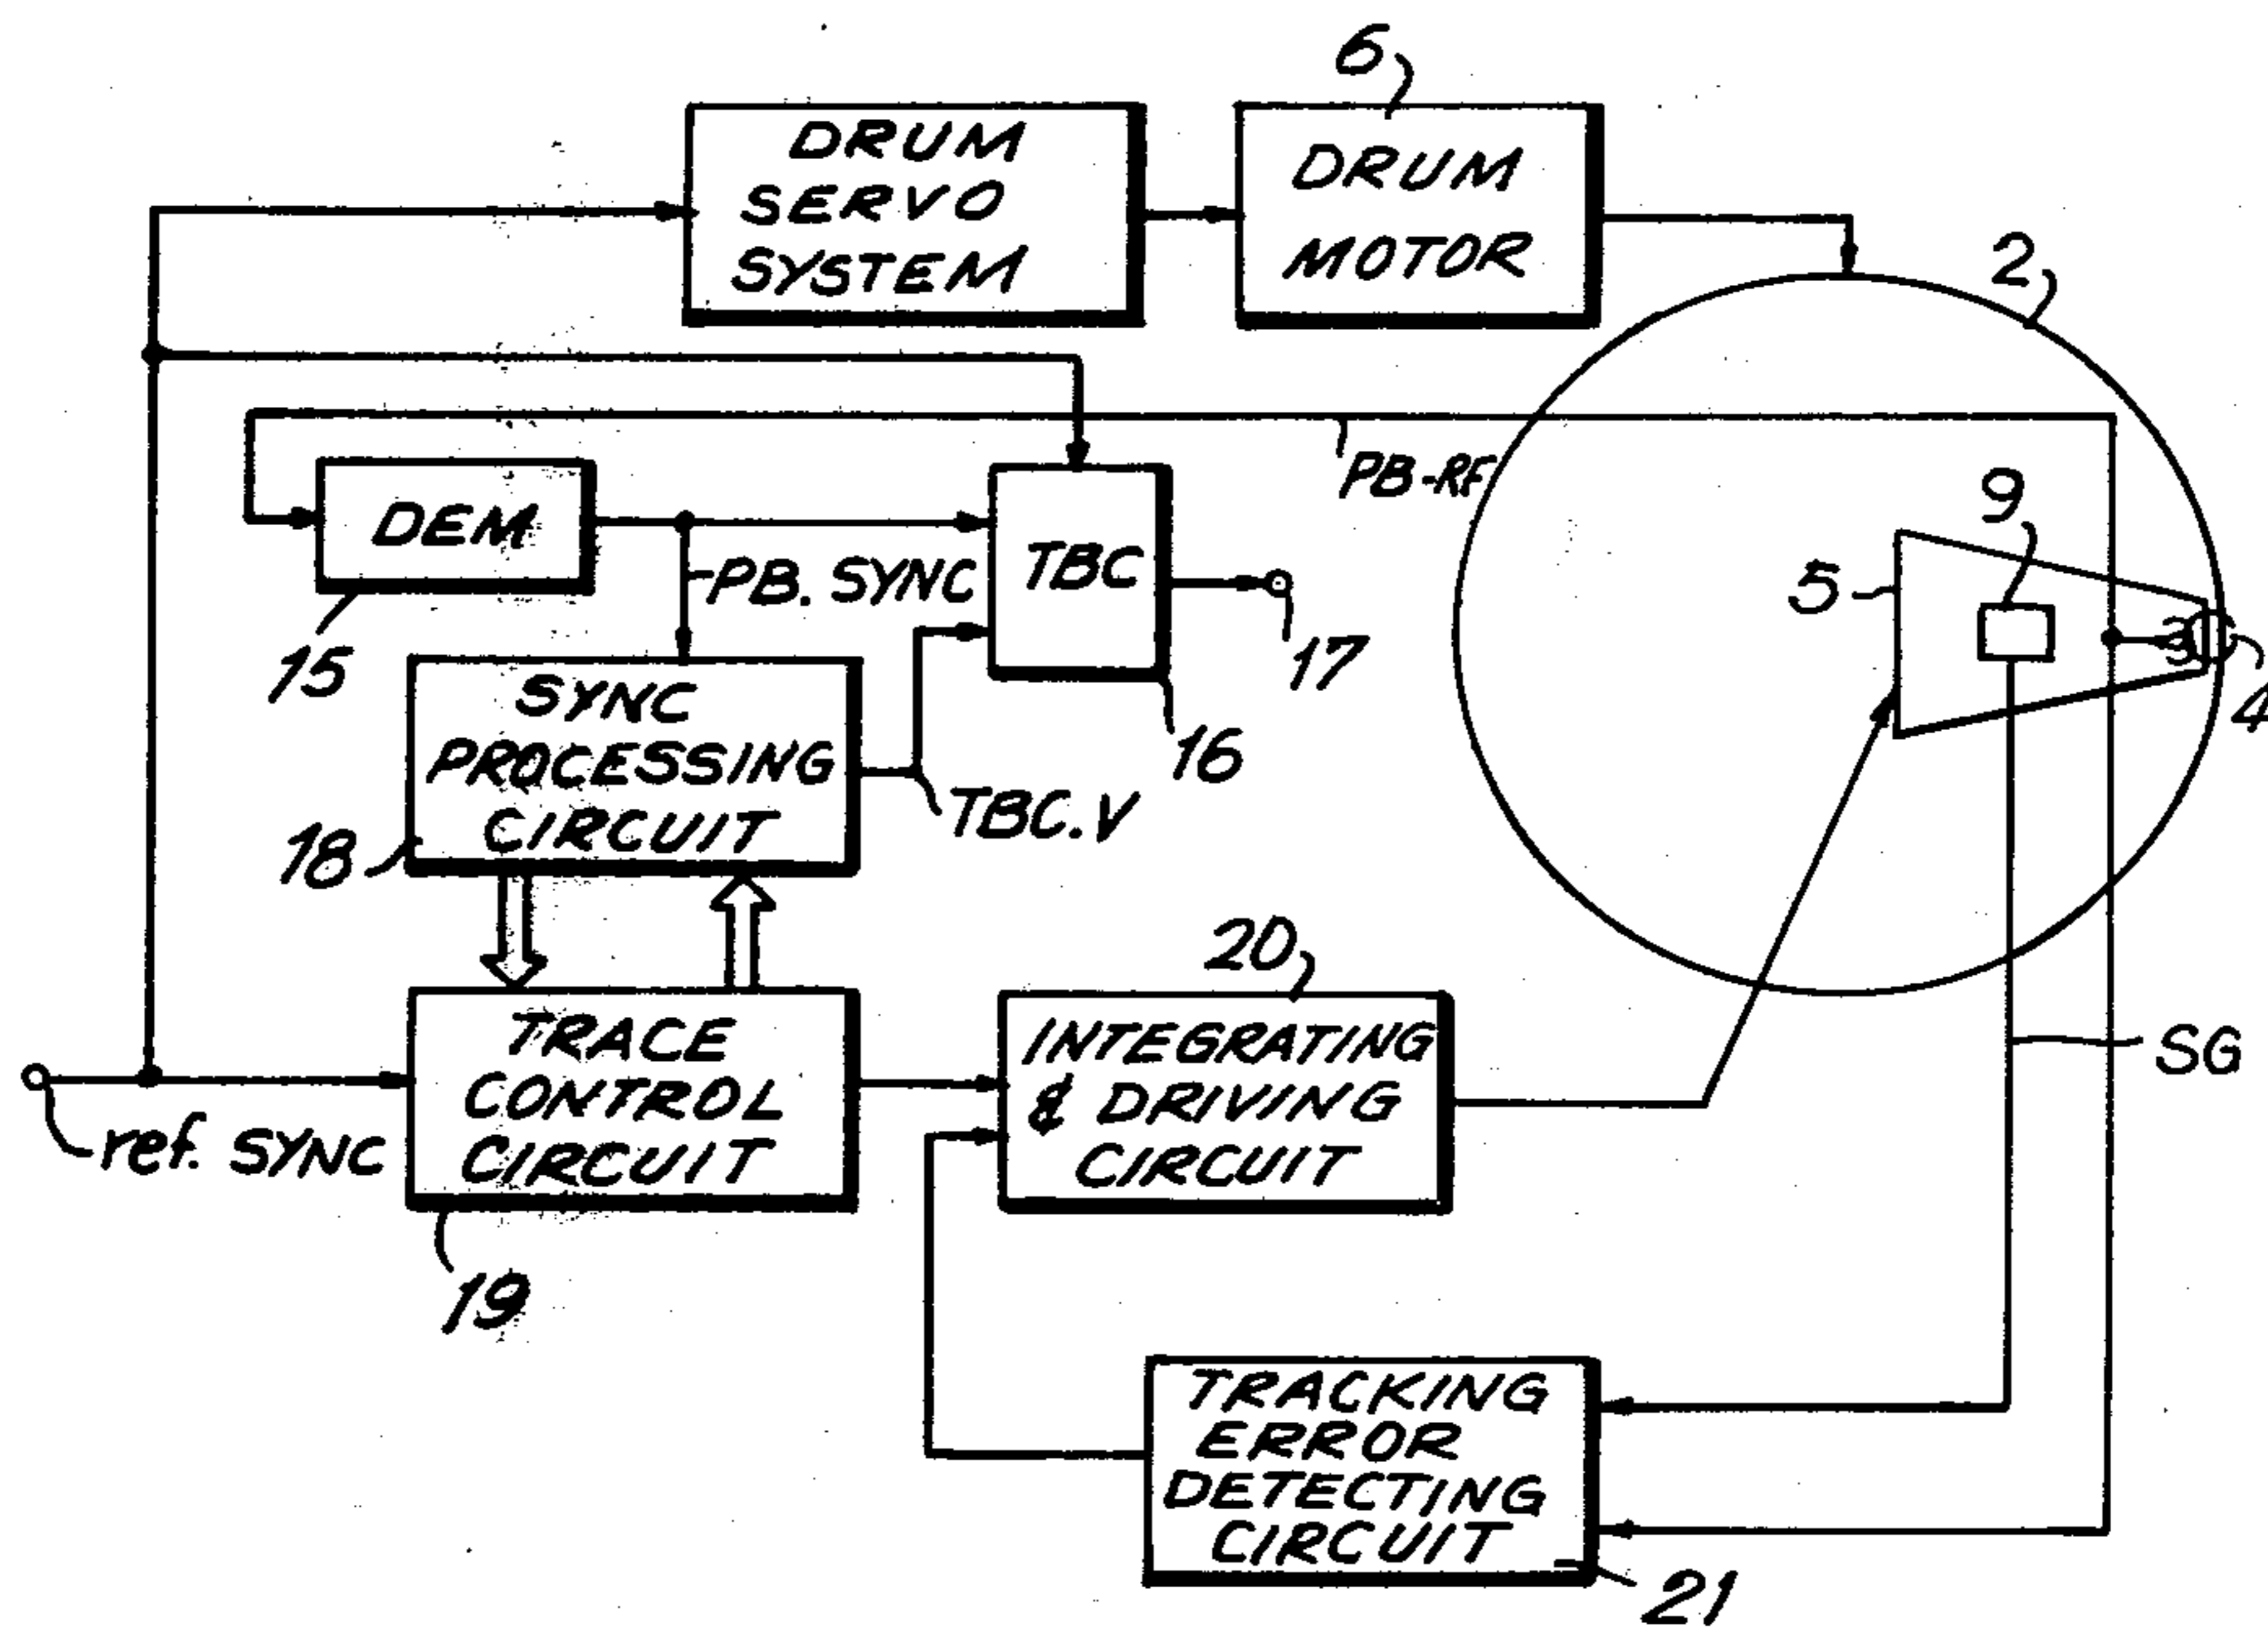 6
DRUM
SERVO
SYSTEM
DRUM
MOTOR
2
PB-RF
DEM
PB. SYNC
TBC
9
5
15
17
4
SYNC
PROCESSING
CIRCUIT
16
TBC.V
18
20
TRACE
CONTROL
CIRCUIT
INTEGRATING
& DRIVING
CIRCUIT
SG
ref. SYNC
19
TRACKING
ERROR
DETECTING
CIRCUIT
21